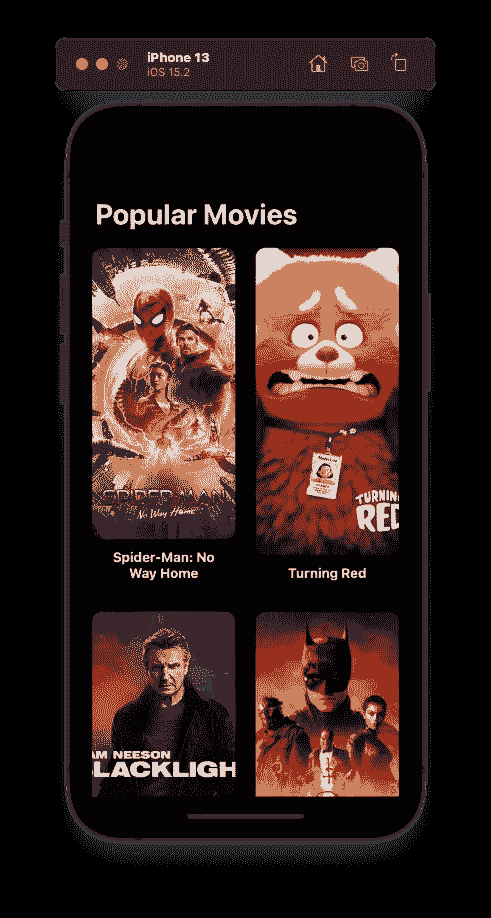 iPhone 13
iOS 15.2
Popular Movies
SPIDER-MAN
No Way Home
TURNING
RED
Spider-Man: No
Way Home
Turning Red
AM NEESON
BLACKLIGH